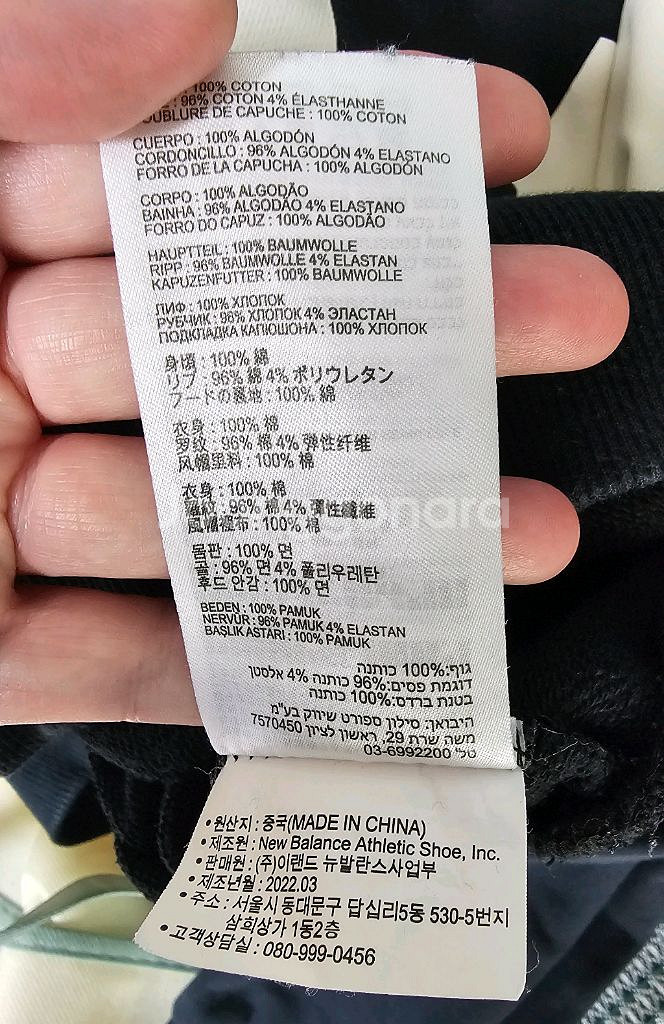 : 100% COTON
: 96% COTON 4% ÉLASTHANNE
DOUBLURE DE CAPUCHE : 100% COTON
CUERPO : 100% ALGODÓN
CORDONCILLO : 96% ALGODÓN 4% ELASTANO
FORRO DE LA CAPUCHA : 100% ALGODÓN
CORPO : 100% ALGODÃO
BAINHA : 96% ALGODÃO 4% ELASTANO
FORRO DO CAPUZ : 100% ALGODÃO
HAUPTTEIL : 100% BAUMWOLLE
RIPP : 96% BAUMWOLLE 4% ELASTAN
KAPUZENFUTTER : 100% BAUMWOLLE
ЛИФ : 100% ХЛОПОК
РУБЧИК : 96% ХЛОПОК 4% ЭЛАСТАН
ПОДКЛАДКА КАПЮШОНА : 100% ХЛОПОК
身頃 : 100% 綿
リブ : 96% 綿 4% ポリウレタン
フードの裏地 : 100% 綿
衣身 : 100% 棉
罗纹 : 96% 棉 4% 弹性纤维
风帽里料 : 100% 棉
衣身 : 100% 棉
羅紋 : 96% 棉 4% 彈性纖維
風帽裡布 : 100% 棉
몸판 : 100% 면
골 : 96% 면 4% 폴리우레탄
후드 안감 : 100% 면
BEDEN : 100% PAMUK
NERVÜR : 96% PAMUK 4% ELASTAN
BAŞLIK ASTARI : 100% PAMUK
גוף: 100% כותנה
דוגמת פסים: 96% כותנה 4% אלסטן
בטנת ברדס: 100% כותנה
היבואן: סילון ספורט שיווק בע"מ
משה שרת 29, ראשון לציון 7570450
טל' 03-6992200
• 원산지 : 중국(MADE IN CHINA)
• 제조원 : New Balance Athletic Shoe, Inc.
• 판매원 : (주)이랜드 뉴발란스사업부
• 제조년월 : 2022.03
• 주소 : 서울시 동대문구 답십리5동 530-5번지
삼희상가 1동2층
• 고객상담실 : 080-999-0456